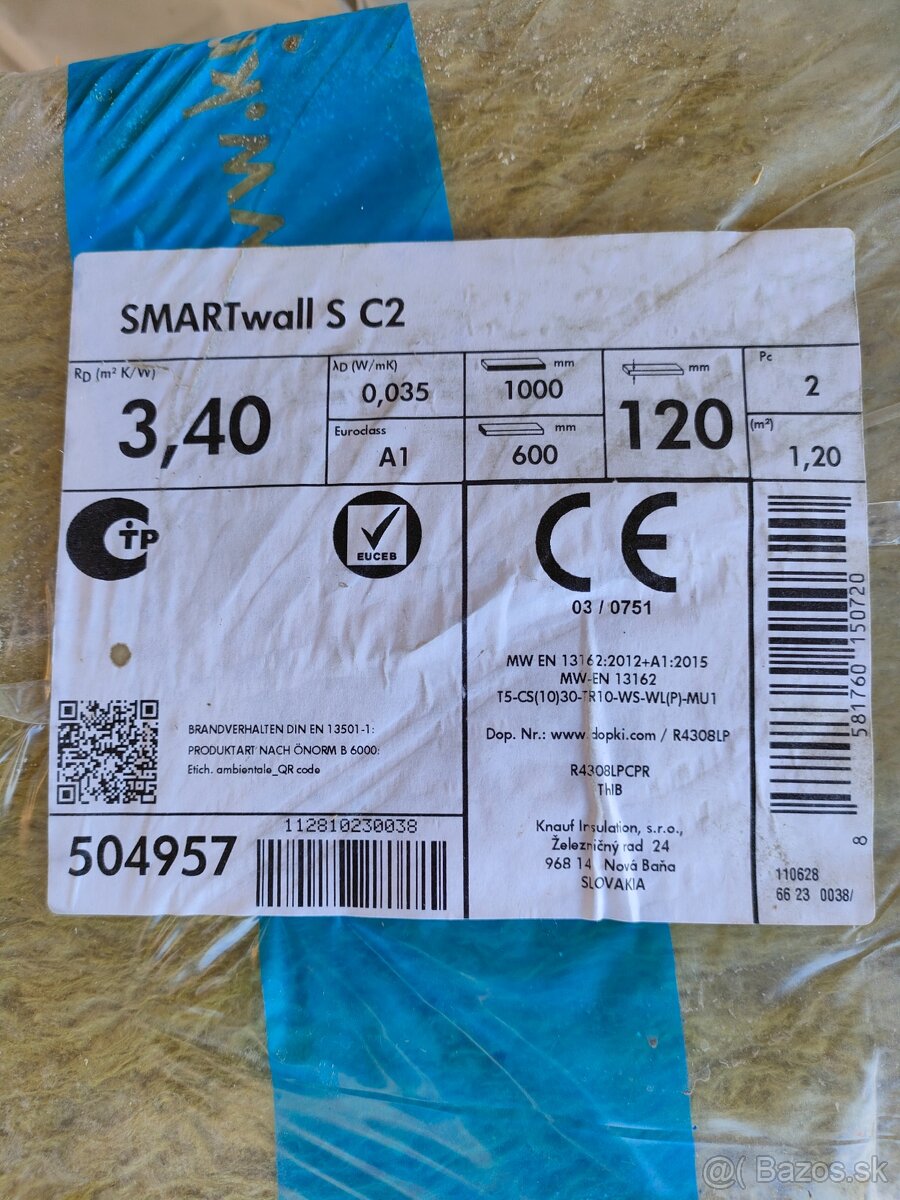 SMARTwall S C2
RD (m² K/W)
3,40
λD (W/mK)
0,035
Euroclass
A1
mm
1000
mm
600
mm
120
Pc
2
(m²)
1,20
TP
EUCEB
CE
03 / 0751
MW EN 13162:2012+A1:2015
MW-EN 13162
T5-CS(10)30-TR10-WS-WL(P)-MU1
Dop. Nr.: www.dopki.com / R4308LP
R4308LPCPR
ThIB
Knauf Insulation, s.r.o.,
Železničný rad 24
968 14 Nová Baňa
SLOVAKIA
BRANDVERHALTEN DIN EN 13501-1:
PRODUKTART NACH ÖNORM B 6000:
Etich. ambientale_QR code
112810230038
504957
8 581760 150720
110628
66 23 0038/
@( Bazos.sk